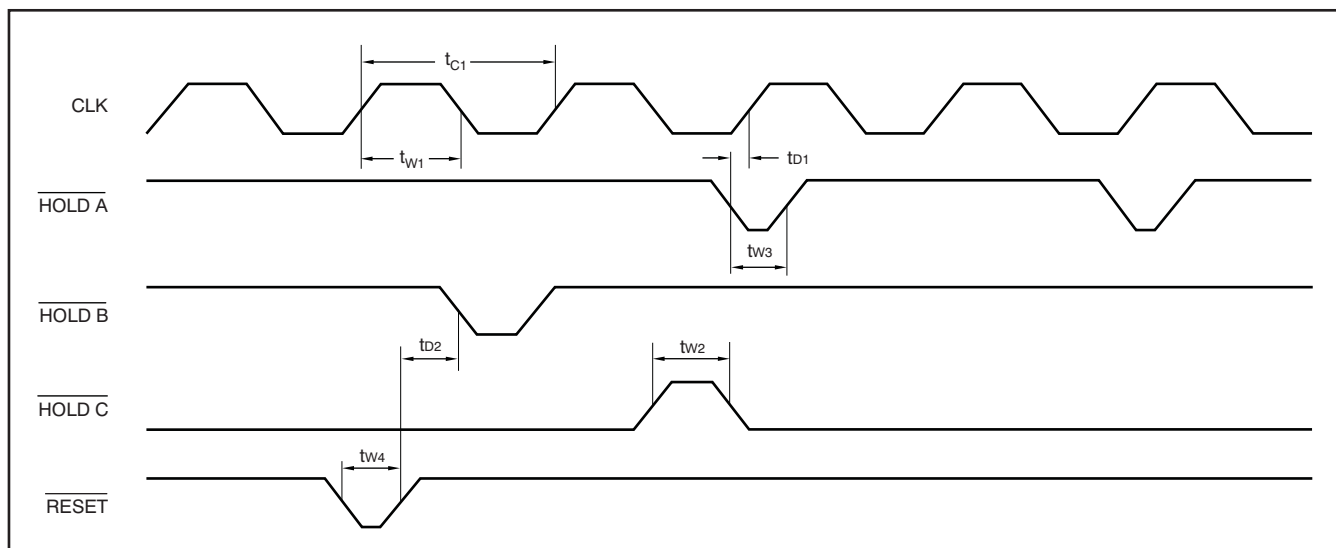 tC1
CLK
tW1
tD1
HOLD A
tW3
HOLD B
tD2
tW2
HOLD C
tW4
RESET